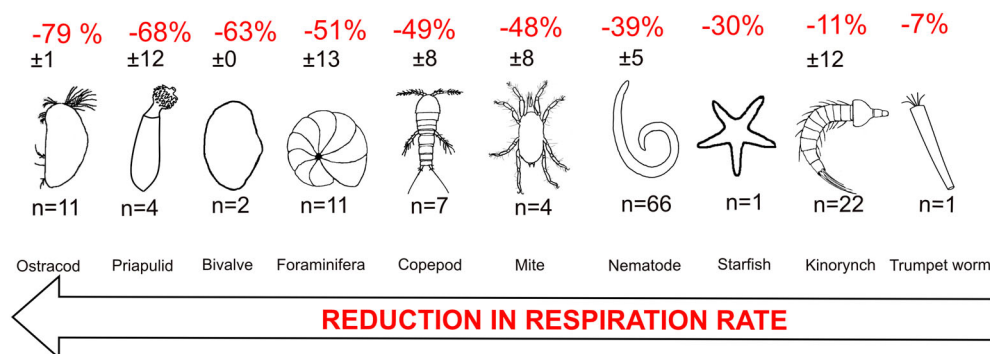 -79 % -68% -63% -51% -49% -48% -39% -30% -11% -7%
±1 ±12 ±0 ±13 ±8 ±8 ±5 ±12
n=11 n=4 n=2 n=11 n=7 n=4 n=66 n=1 n=22 n=1
Ostracod Priapulid Bivalve Foraminifera Copepod Mite Nematode Starfish Kinorynch Trumpet worm
REDUCTION IN RESPIRATION RATE